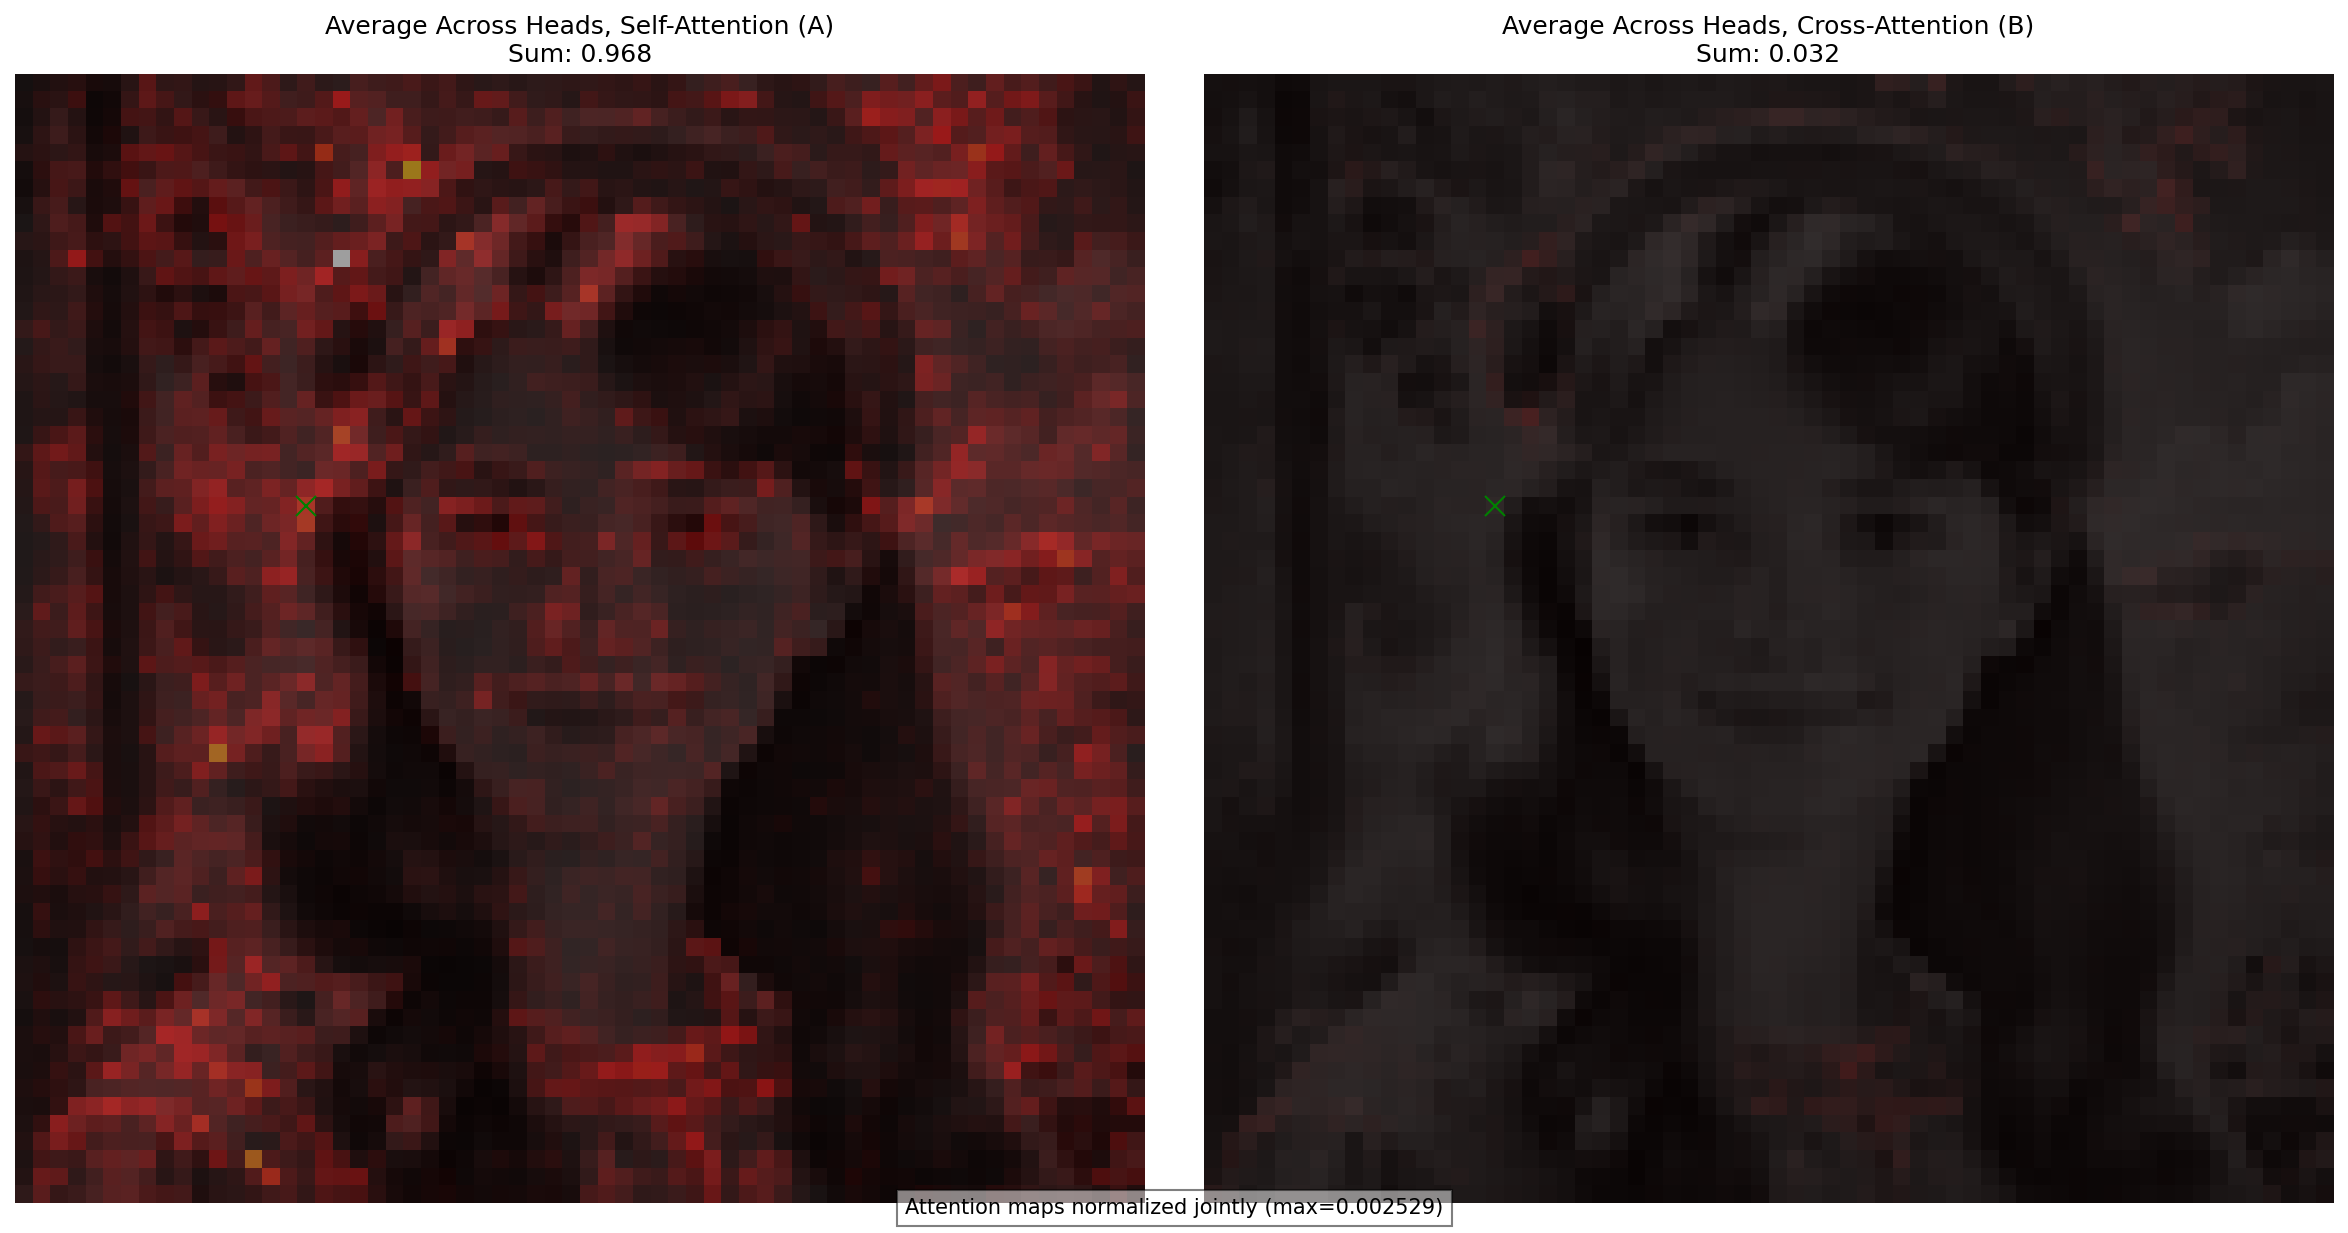 Average Across Heads, Self-Attention (A)
Sum: 0.968
Average Across Heads, Cross-Attention (B)
Sum: 0.032
Attention maps normalized jointly (max=0.002529)